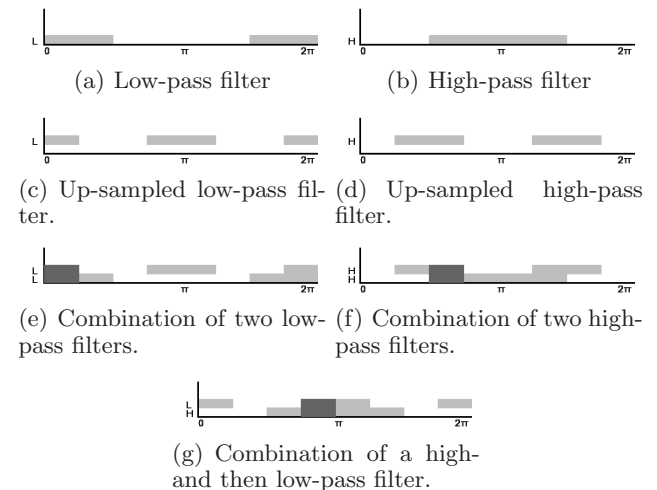 L
0 π 2π
(a) Low-pass filter
H
0 π 2π
(b) High-pass filter
L
0 π 2π
(c) Up-sampled low-pass fil-
ter.
H
0 π 2π
(d) Up-sampled high-pass
filter.
L
L
0 π 2π
(e) Combination of two low-
pass filters.
H
H
0 π 2π
(f) Combination of two high-
pass filters.
L
H
0 π 2π
(g) Combination of a high-
and then low-pass filter.